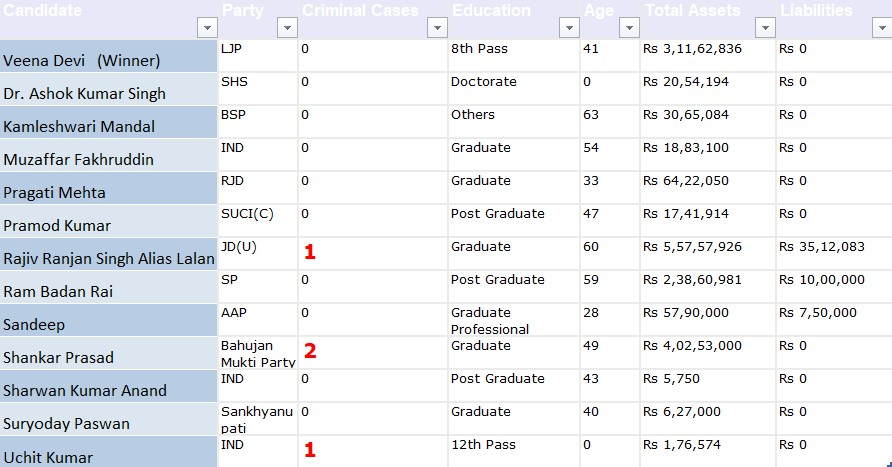 Candidate Party Criminal Cases Education Age Total Assets Liabilities
Veena Devi (Winner) LJP 0 8th Pass 41 Rs 3,11,62,836 Rs 0
Dr. Ashok Kumar Singh SHS 0 Doctorate 0 Rs 20,54,194 Rs 0
Kamleshwari Mandal BSP 0 Others 63 Rs 30,65,084 Rs 0
Muzaffar Fakhruddin IND 0 Graduate 54 Rs 18,83,100 Rs 0
Pragati Mehta RJD 0 Graduate 33 Rs 64,22,050 Rs 0
Pramod Kumar SUCI(C) 0 Post Graduate 47 Rs 17,41,914 Rs 0
Rajiv Ranjan Singh Alias Lalan JD(U) 1 Graduate 60 Rs 5,57,57,926 Rs 35,12,083
Ram Badan Rai SP 0 Post Graduate 59 Rs 2,38,60,981 Rs 10,00,000
Sandeep AAP 0 Graduate 28 Rs 57,90,000 Rs 7,50,000
Professional
Shankar Prasad Bahujan 2 Graduate 49 Rs 4,02,53,000 Rs 0
Mukti Party
Sharwan Kumar Anand IND 0 Post Graduate 43 Rs 5,750 Rs 0
Suryoday Paswan Sankhyanu 0 Graduate 40 Rs 6,27,000 Rs 0
pati
Uchit Kumar IND 1 12th Pass 0 Rs 1,76,574 Rs 0